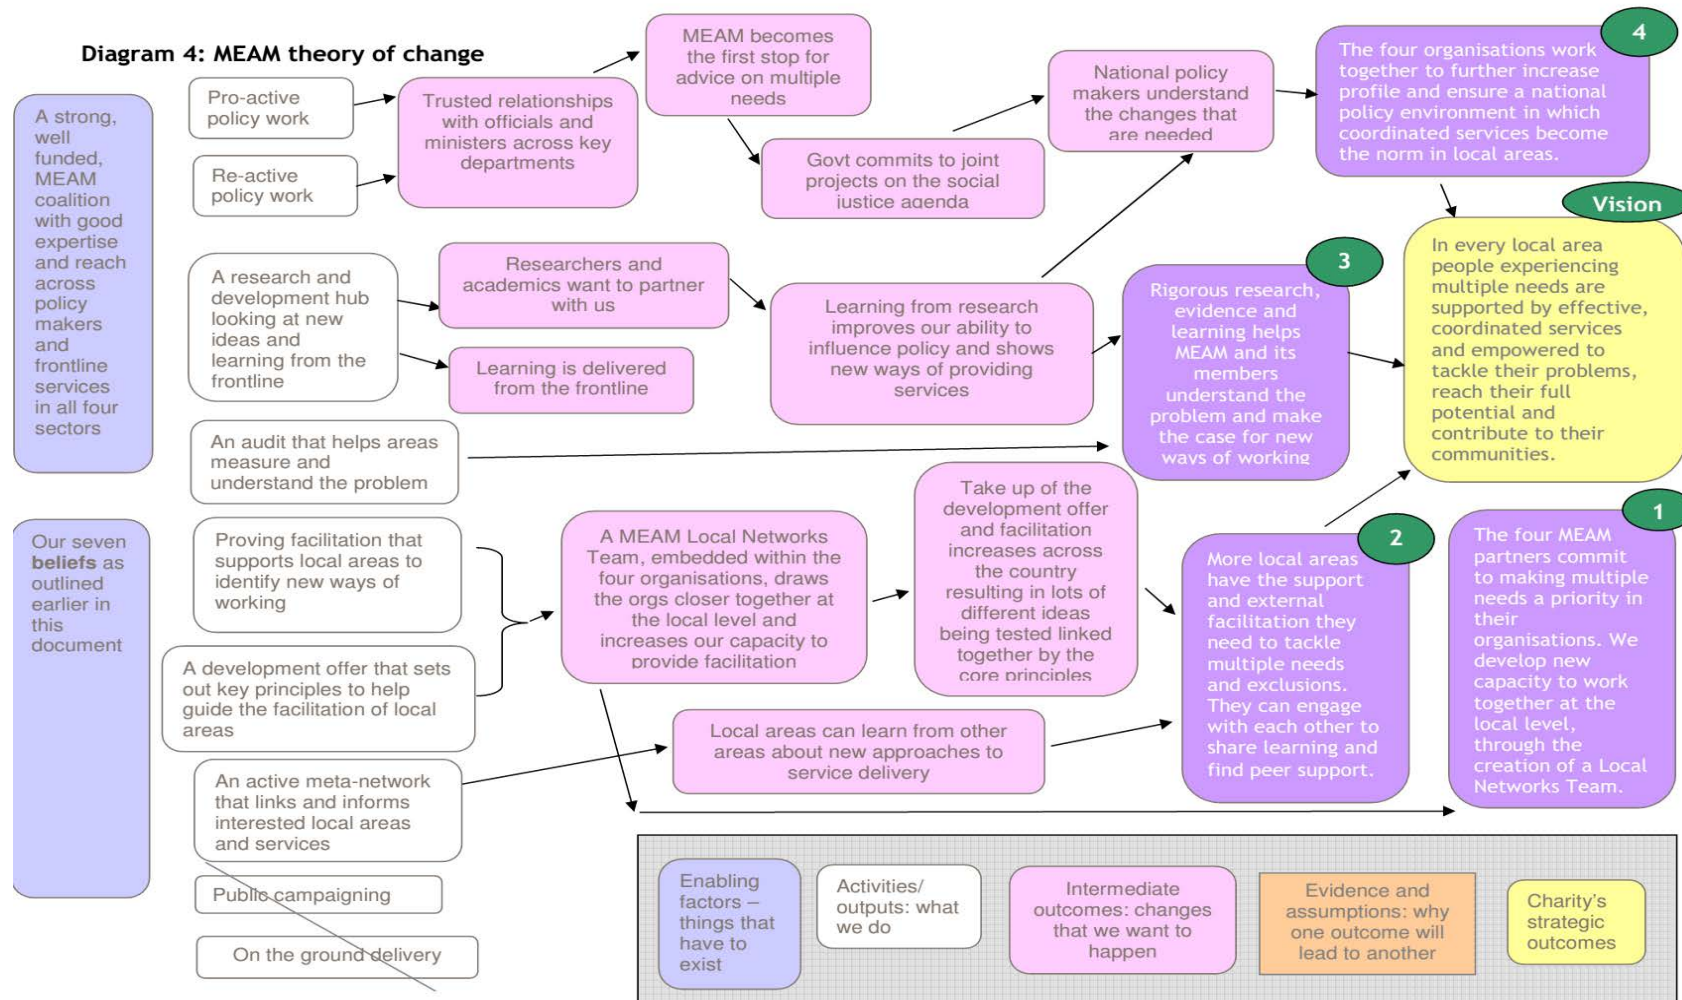 Diagram 4: MEAM theory of change
A strong,
well
funded,
MEAM
coalition
with good
expertise
and reach
across
policy
makers
and
frontline
services
in all four
sectors
Our seven
beliefs as
outlined
earlier in
this
document
Pro-active
policy work
Re-active
policy work
Trusted relationships
with officials and
ministers across key
departments
MEAM becomes
the first stop for
advice on multiple
needs
Govt commits to joint
projects on the social
justice agenda
National policy
makers understand
the changes that
are needed
4
The four organisations work
together to further increase
profile and ensure a national
policy environment in which
coordinated services become
the norm in local areas.
A research and
development hub
looking at new
ideas and
learning from the
frontline
Researchers and
academics want to partner
with us
Learning is delivered
from the frontline
Learning from research
improves our ability to
influence policy and shows
new ways of providing
services
3
Rigorous research,
evidence and
learning helps
MEAM and its
members
understand the
problem and make
the case for new
ways of working
Vision
In every local area
people experiencing
multiple needs are
supported by effective,
coordinated services
and empowered to
tackle their problems,
reach their full
potential and
contribute to their
communities.
An audit that helps areas
measure and
understand the problem
Proving facilitation that
supports local areas to
identify new ways of
working
A development offer that sets
out key principles to help
guide the facilitation of local
areas
A MEAM Local Networks
Team, embedded within the
four organisations, draws
the orgs closer together at
the local level and
increases our capacity to
provide facilitation
Take up of the
development offer
and facilitation
increases across
the country
resulting in lots of
different ideas
being tested linked
together by the
core principles
2
More local areas
have the support
and external
facilitation they
need to tackle
multiple needs
and exclusions.
They can engage
with each other to
share learning and
find peer support.
1
The four MEAM
partners commit
to making multiple
needs a priority in
their
organisations. We
develop new
capacity to work
together at the
local level,
through the
creation of a Local
Networks Team.
An active meta-network
that links and informs
interested local areas
and services
Local areas can learn from other
areas about new approaches to
service delivery
Public campaigning
On the ground delivery
Enabling
factors –
things that
have to
exist
Activities/
outputs: what
we do
Intermediate
outcomes: changes
that we want to
happen
Evidence and
assumptions: why
one outcome will
lead to another
Charity's
strategic
outcomes